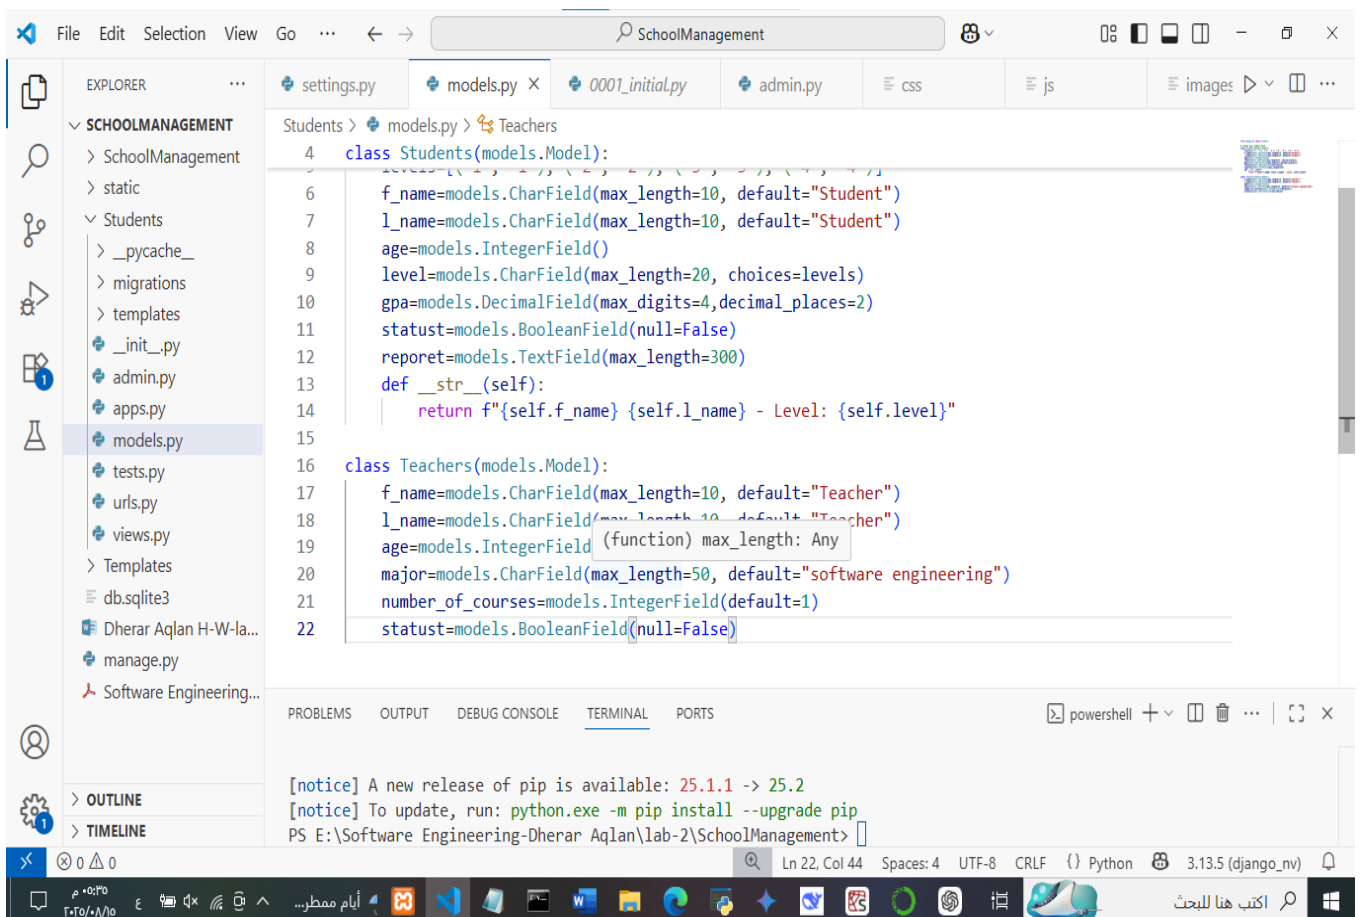 File Edit Selection View Go ··· ← → SchoolManagement
EXPLORER ···
SCHOOLMANAGEMENT
SchoolManagement
static
Students
__pycache__
migrations
templates
__init__.py
admin.py
apps.py
models.py
tests.py
urls.py
views.py
Templates
db.sqlite3
Dherar Aqlan H-W-la...
manage.py
Software Engineering...
OUTLINE
TIMELINE
settings.py models.py 0001_initial.py admin.py css js images ···
Students > models.py > Teachers
4 class Students(models.Model):
6 f_name=models.CharField(max_length=10, default="Student")
7 l_name=models.CharField(max_length=10, default="Student")
8 age=models.IntegerField()
9 level=models.CharField(max_length=20, choices=levels)
10 gpa=models.DecimalField(max_digits=4,decimal_places=2)
11 statust=models.BooleanField(null=False)
12 reporet=models.TextField(max_length=300)
13 def __str__(self):
14 return f"{self.f_name} {self.l_name} - Level: {self.level}"
15
16 class Teachers(models.Model):
17 f_name=models.CharField(max_length=10, default="Teacher")
18 l_name=models.CharField(max_length=10, default="Teacher")
(function) max_length: Any
19 age=models.IntegerField
20 major=models.CharField(max_length=50, default="software engineering")
21 number_of_courses=models.IntegerField(default=1)
22 statust=models.BooleanField(null=False)
PROBLEMS OUTPUT DEBUG CONSOLE TERMINAL PORTS powershell ···
[notice] A new release of pip is available: 25.1.1 -> 25.2
[notice] To update, run: python.exe -m pip install --upgrade pip
PS E:\Software Engineering-Dherar Aqlan\lab-2\SchoolManagement>
0 0 Ln 22, Col 44 Spaces: 4 UTF-8 CRLF {} Python 3.13.5 (django_nv)
اكتب هنا للبحث
أيام ممطر...
ع
٠٥:٣٥ م
٢٠٢٥/٠٨/١٥